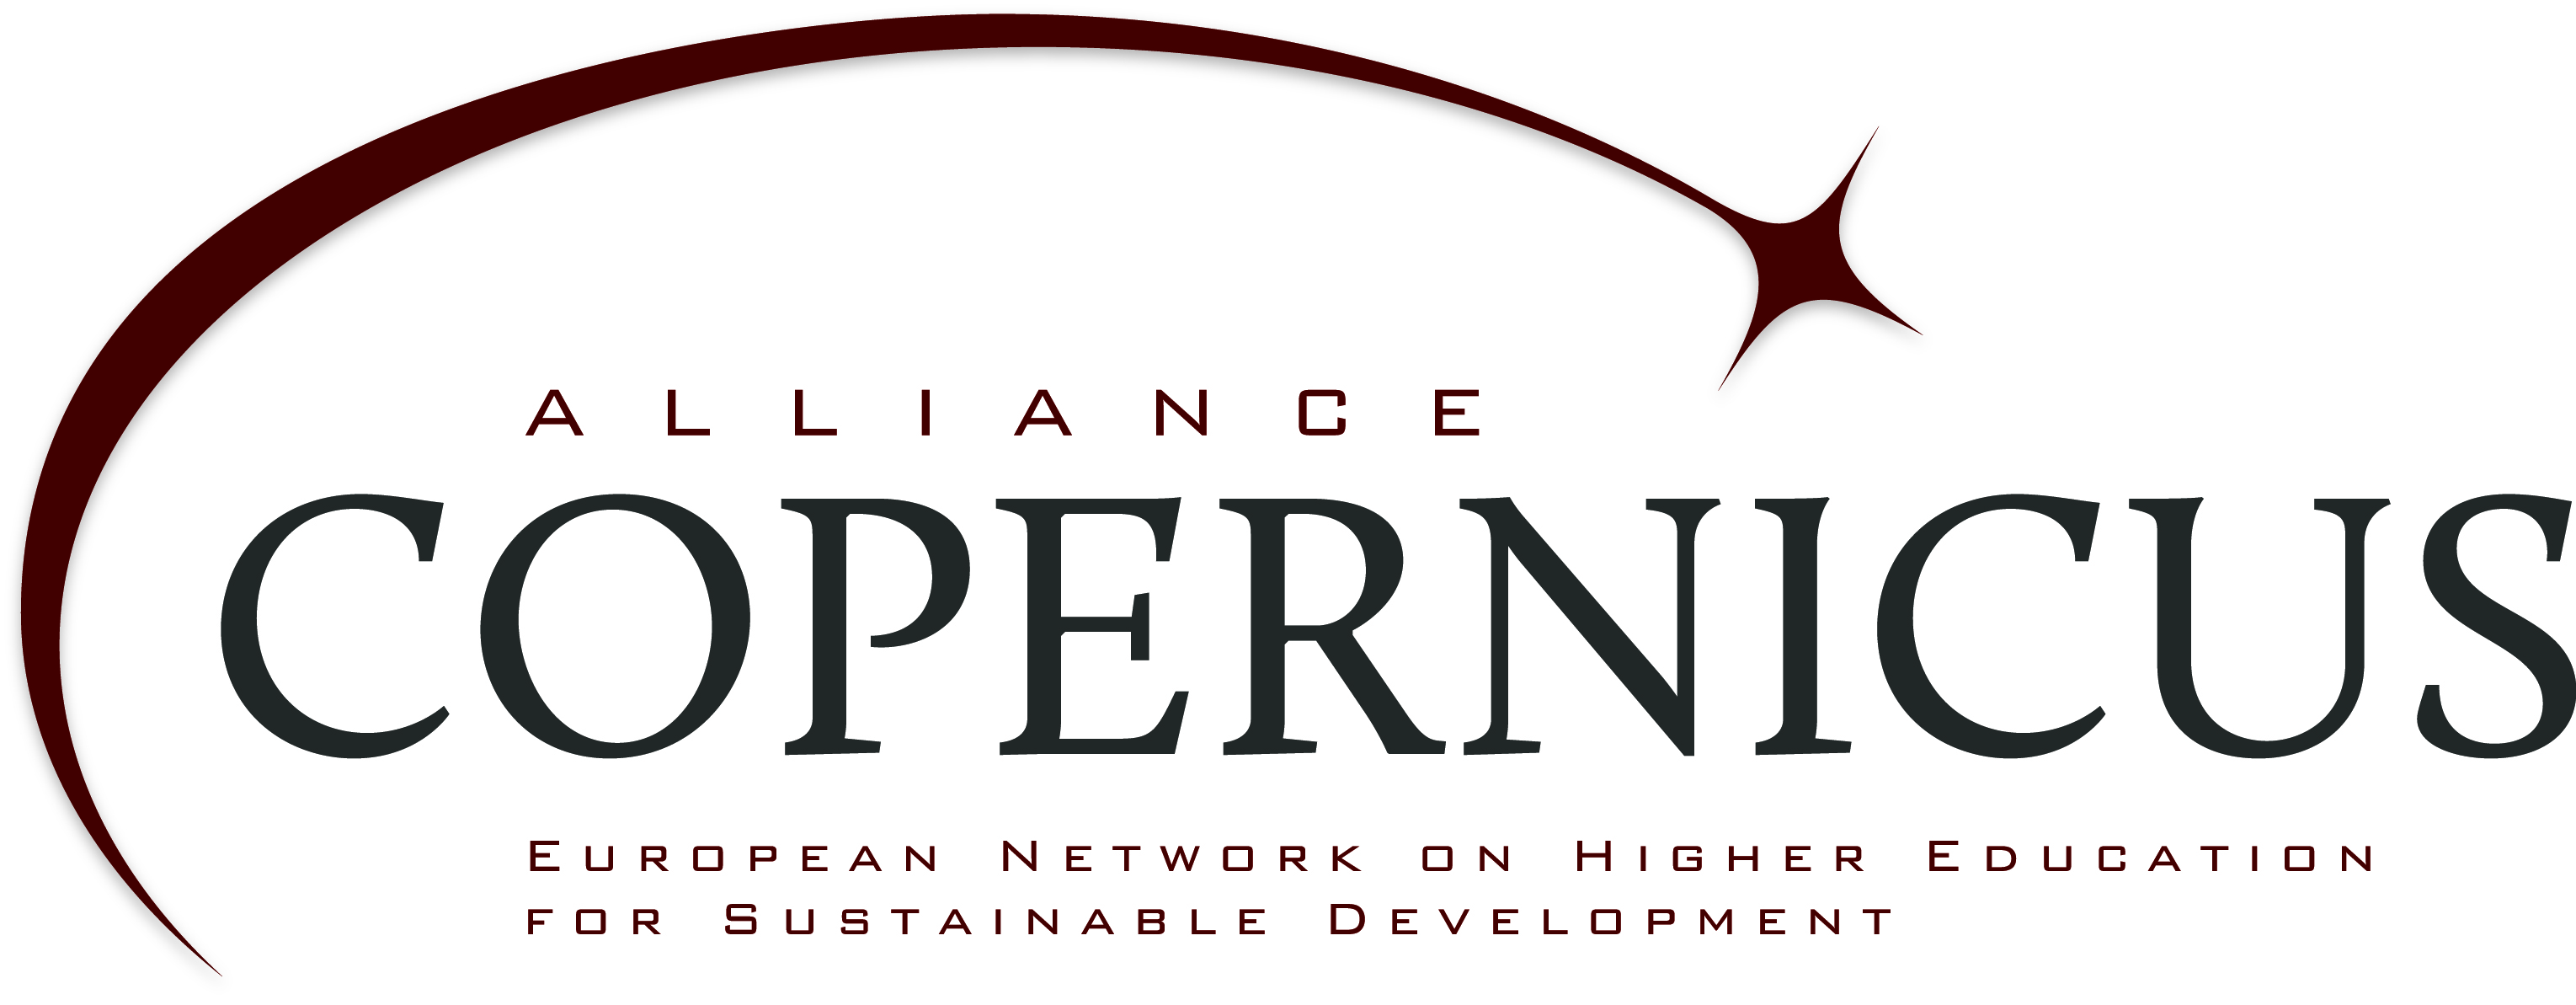 ALLIANCE
COPERNICUS
European Network on Higher Education
for Sustainable Development